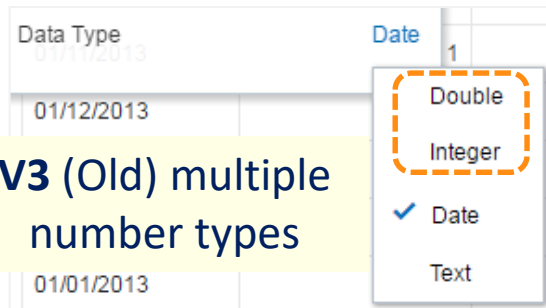 Data Type Date
01/11/2013 1
Double
01/12/2013
Integer
V3 (Old) multiple
number types
Date
Text
01/01/2013